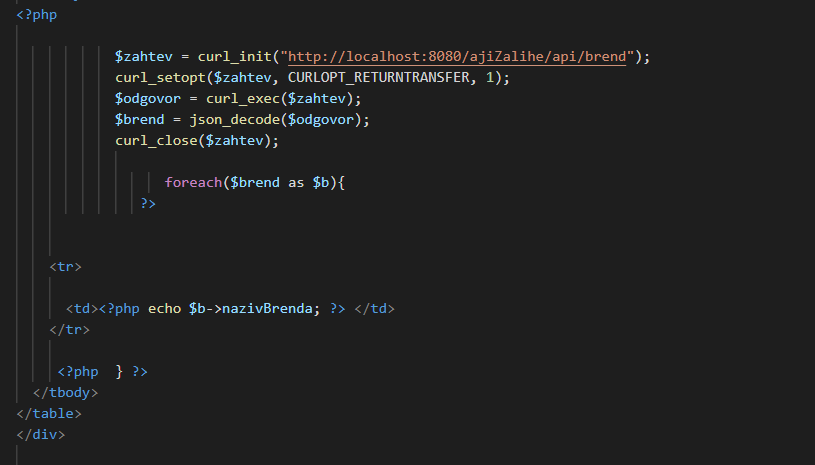 <?php
$zahtev = curl_init("http://localhost:8080/ajiZalihe/api/brend");
curl_setopt($zahtev, CURLOPT_RETURNTRANSFER, 1);
$odgovor = curl_exec($zahtev);
$brend = json_decode($odgovor);
curl_close($zahtev);
foreach($brend as $b){
?>
<tr>
<td><?php echo $b->nazivBrenda; ?> </td>
</tr>
<?php  } ?>
</tbody>
</table>
</div>